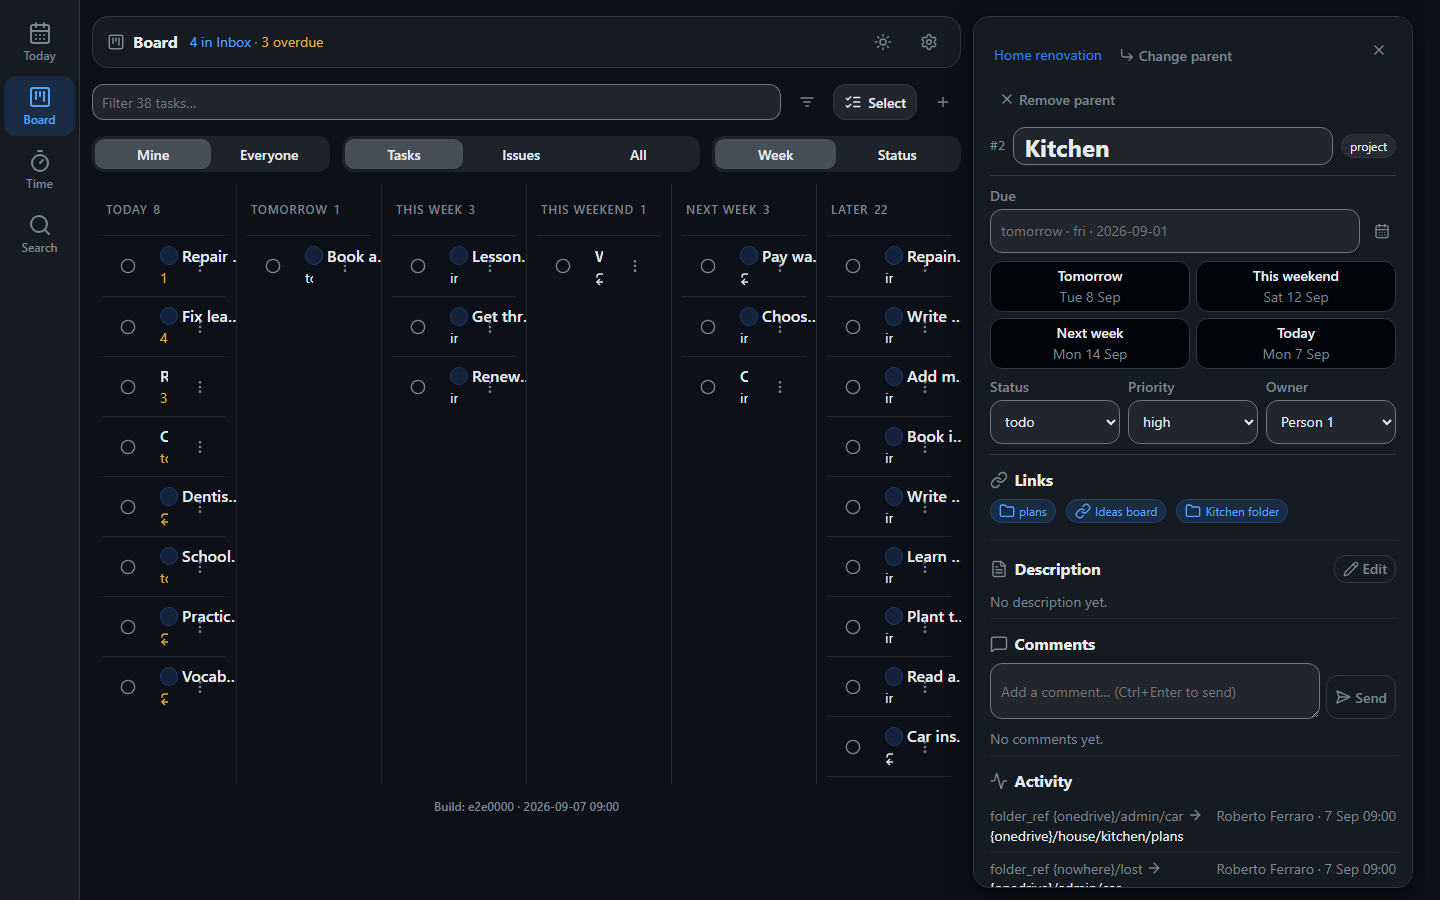 Today
Board
Time
Search
Board 4 in Inbox · 3 overdue
Filter 38 tasks...
Select
Mine Everyone
Tasks Issues All
Week Status
TODAY 8
Repair ..
1
Fix lea...
4
R
3
C
Dentis...
School...
Practic...
Vocab...
TOMORROW 1
Book a...
THIS WEEK 3
Lesson...
Get thr...
Renew...
THIS WEEKEND 1
NEXT WEEK 3
Pay wa...
Choos...
C
LATER 22
Repain...
Write ...
Add m...
Book i...
Write ...
Learn ...
Plant t...
Read a...
Car ins...
Build: e2e0000 · 2026-09-07 09:00
Home renovation Change parent
Remove parent
#2 Kitchen project
Due
tomorrow · fri · 2026-09-01
Tomorrow
Tue 8 Sep
This weekend
Sat 12 Sep
Next week
Mon 14 Sep
Today
Mon 7 Sep
Status Priority Owner
todo high Person 1
Links
plans Ideas board Kitchen folder
Description Edit
No description yet.
Comments
Add a comment... (Ctrl+Enter to send) Send
No comments yet.
Activity
folder_ref {onedrive}/admin/car → Roberto Ferraro · 7 Sep 09:00
{onedrive}/house/kitchen/plans
folder_ref {nowhere}/lost → Roberto Ferraro · 7 Sep 09:00
{onedrive}/admin/car